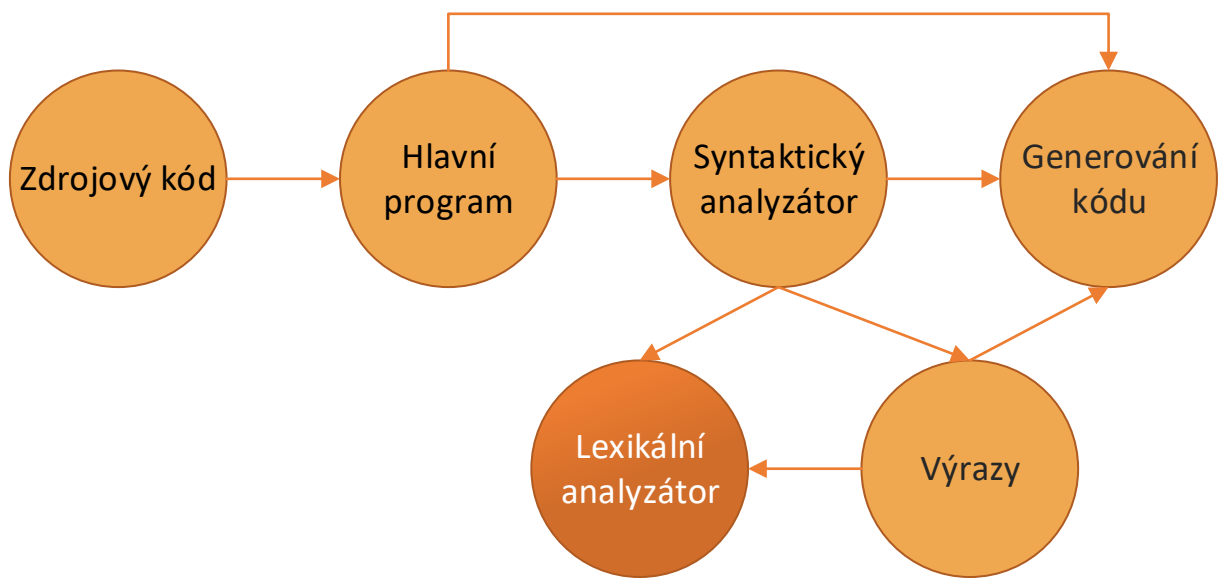 Zdrojový kód
Hlavní
program
Syntaktický
analyzátor
Generování
kódu
Lexikální
analyzátor
Výrazy